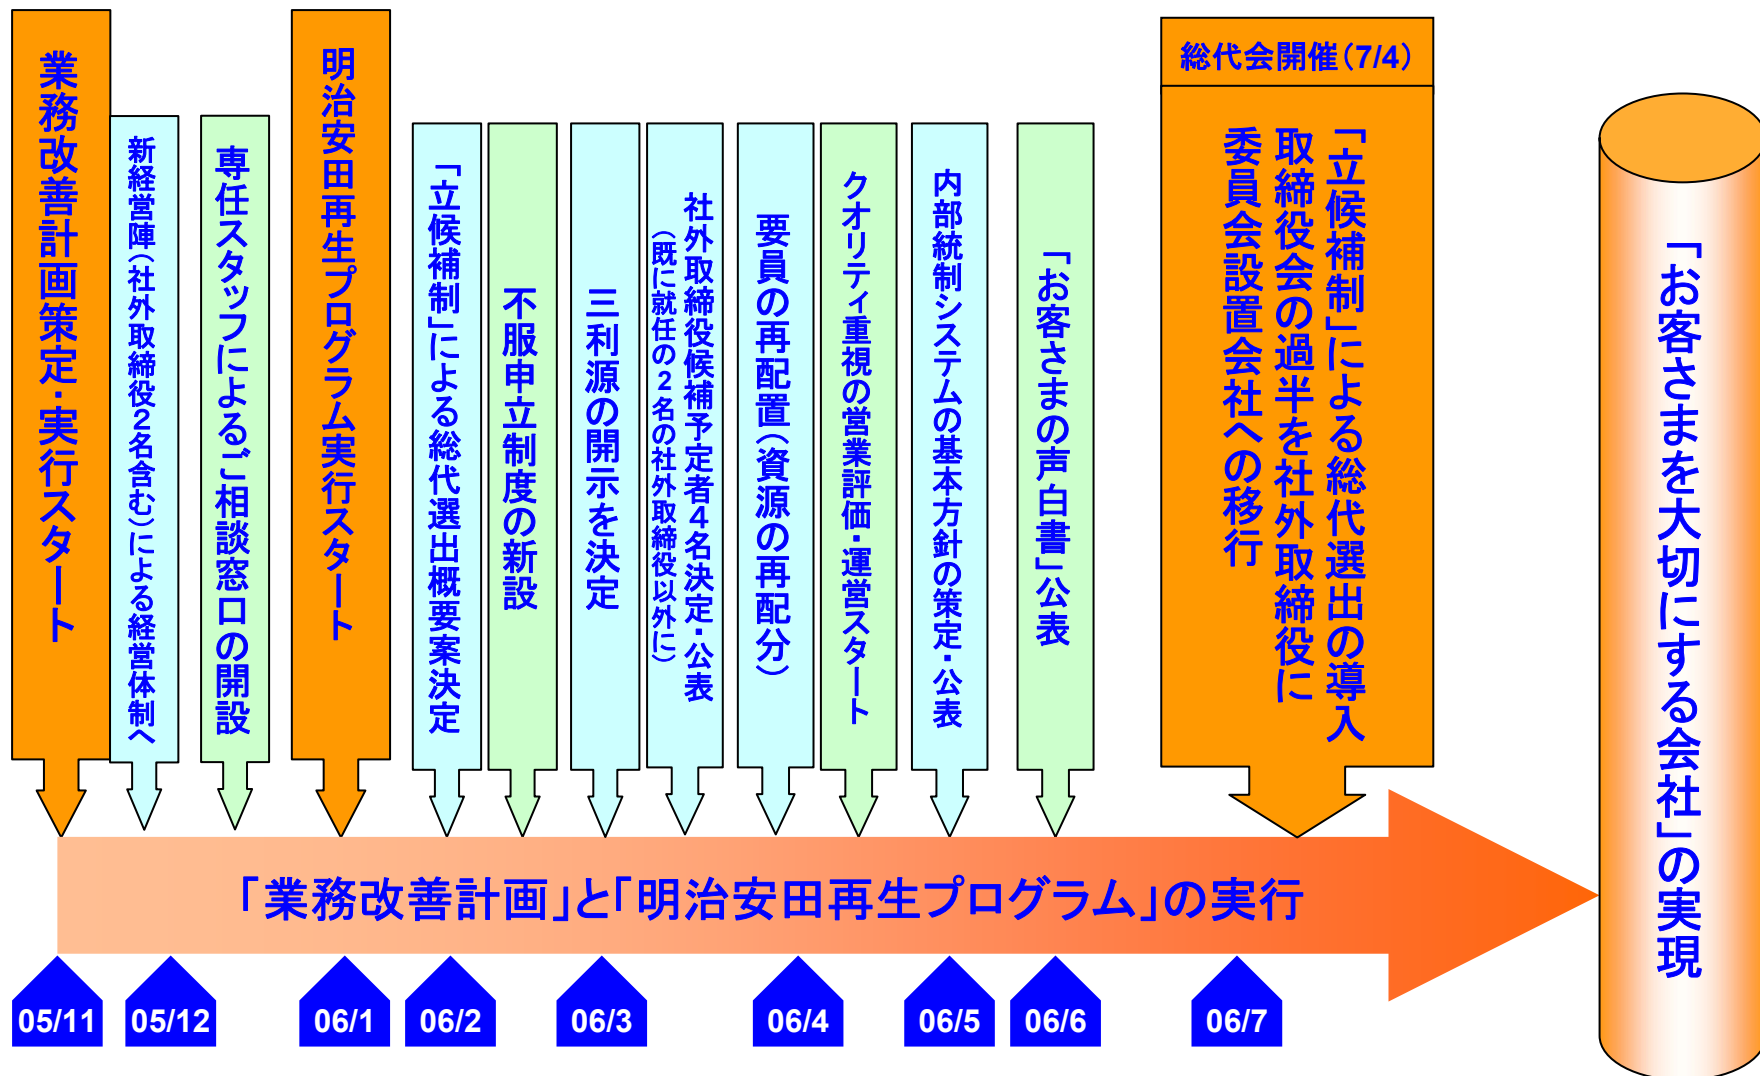 業務改善計画策定・実行スタート
新経営陣（社外取締役２名含む）による経営体制へ
専任スタッフによるご相談窓口の開設
明治安田再生プログラム実行スタート
「立候補制」による総代選出概要案決定
不服申立制度の新設
三利源の開示を決定
社外取締役候補予定者４名決定・公表
（既に就任の２名の社外取締役以外に）
要員の再配置（資源の再配分）
クオリティ重視の営業評価・運営スタート
内部統制システムの基本方針の策定・公表
「お客さまの声白書」公表
総代会開催（7/4）
「立候補制」による総代選出の導入
取締役会の過半を社外取締役に
委員会設置会社への移行
「お客さまを大切にする会社」の実現
「業務改善計画」と「明治安田再生プログラム」の実行
05/11
05/12
06/1
06/2
06/3
06/4
06/5
06/6
06/7